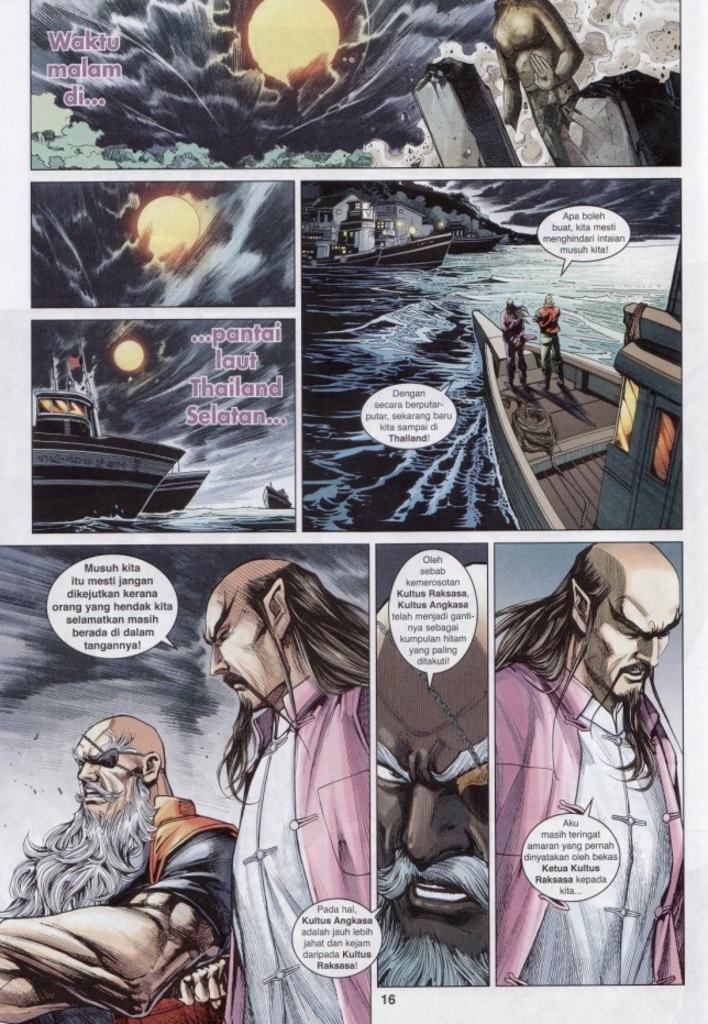 Waktu
malam
di...
...pantai
laut
Thailand
Selatan...
Apa boleh
buat, kita mesti
menghindari intaian
musuh kita!
Dengan
secara berputar-
putar, sekarang baru
kita sampai di
Thailand!
Musuh kita
itu mesti jangan
dikejutkan kerana
orang yang hendak kita
selamatkan masih
berada di dalam
tangannya!
Pada hal,
Kultus Angkasa
adalah jauh lebih
jahat dan kejam
daripada Kultus
Raksasa!
Oleh
sebab
kemerosotan
Kultus Raksasa,
Kultus Angkasa
telah menjadi ganti-
nya sebagai
kumpulan hitam
yang paling
ditakuti!
Aku
masih teringat
amaran yang pernah
dinyatakan oleh bekas
Ketua Kultus
Raksasa kepada
kita...
16